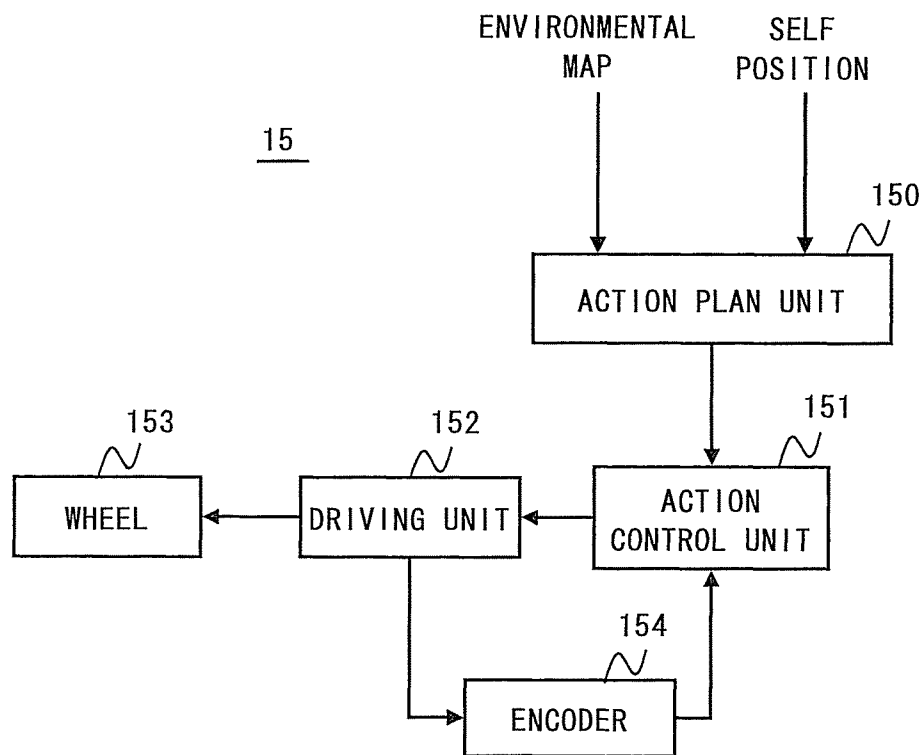 ENVIRONMENTAL
MAP
SELF
POSITION
15
150
ACTION PLAN UNIT
153
152
151
WHEEL
DRIVING UNIT
ACTION
CONTROL UNIT
154
ENCODER